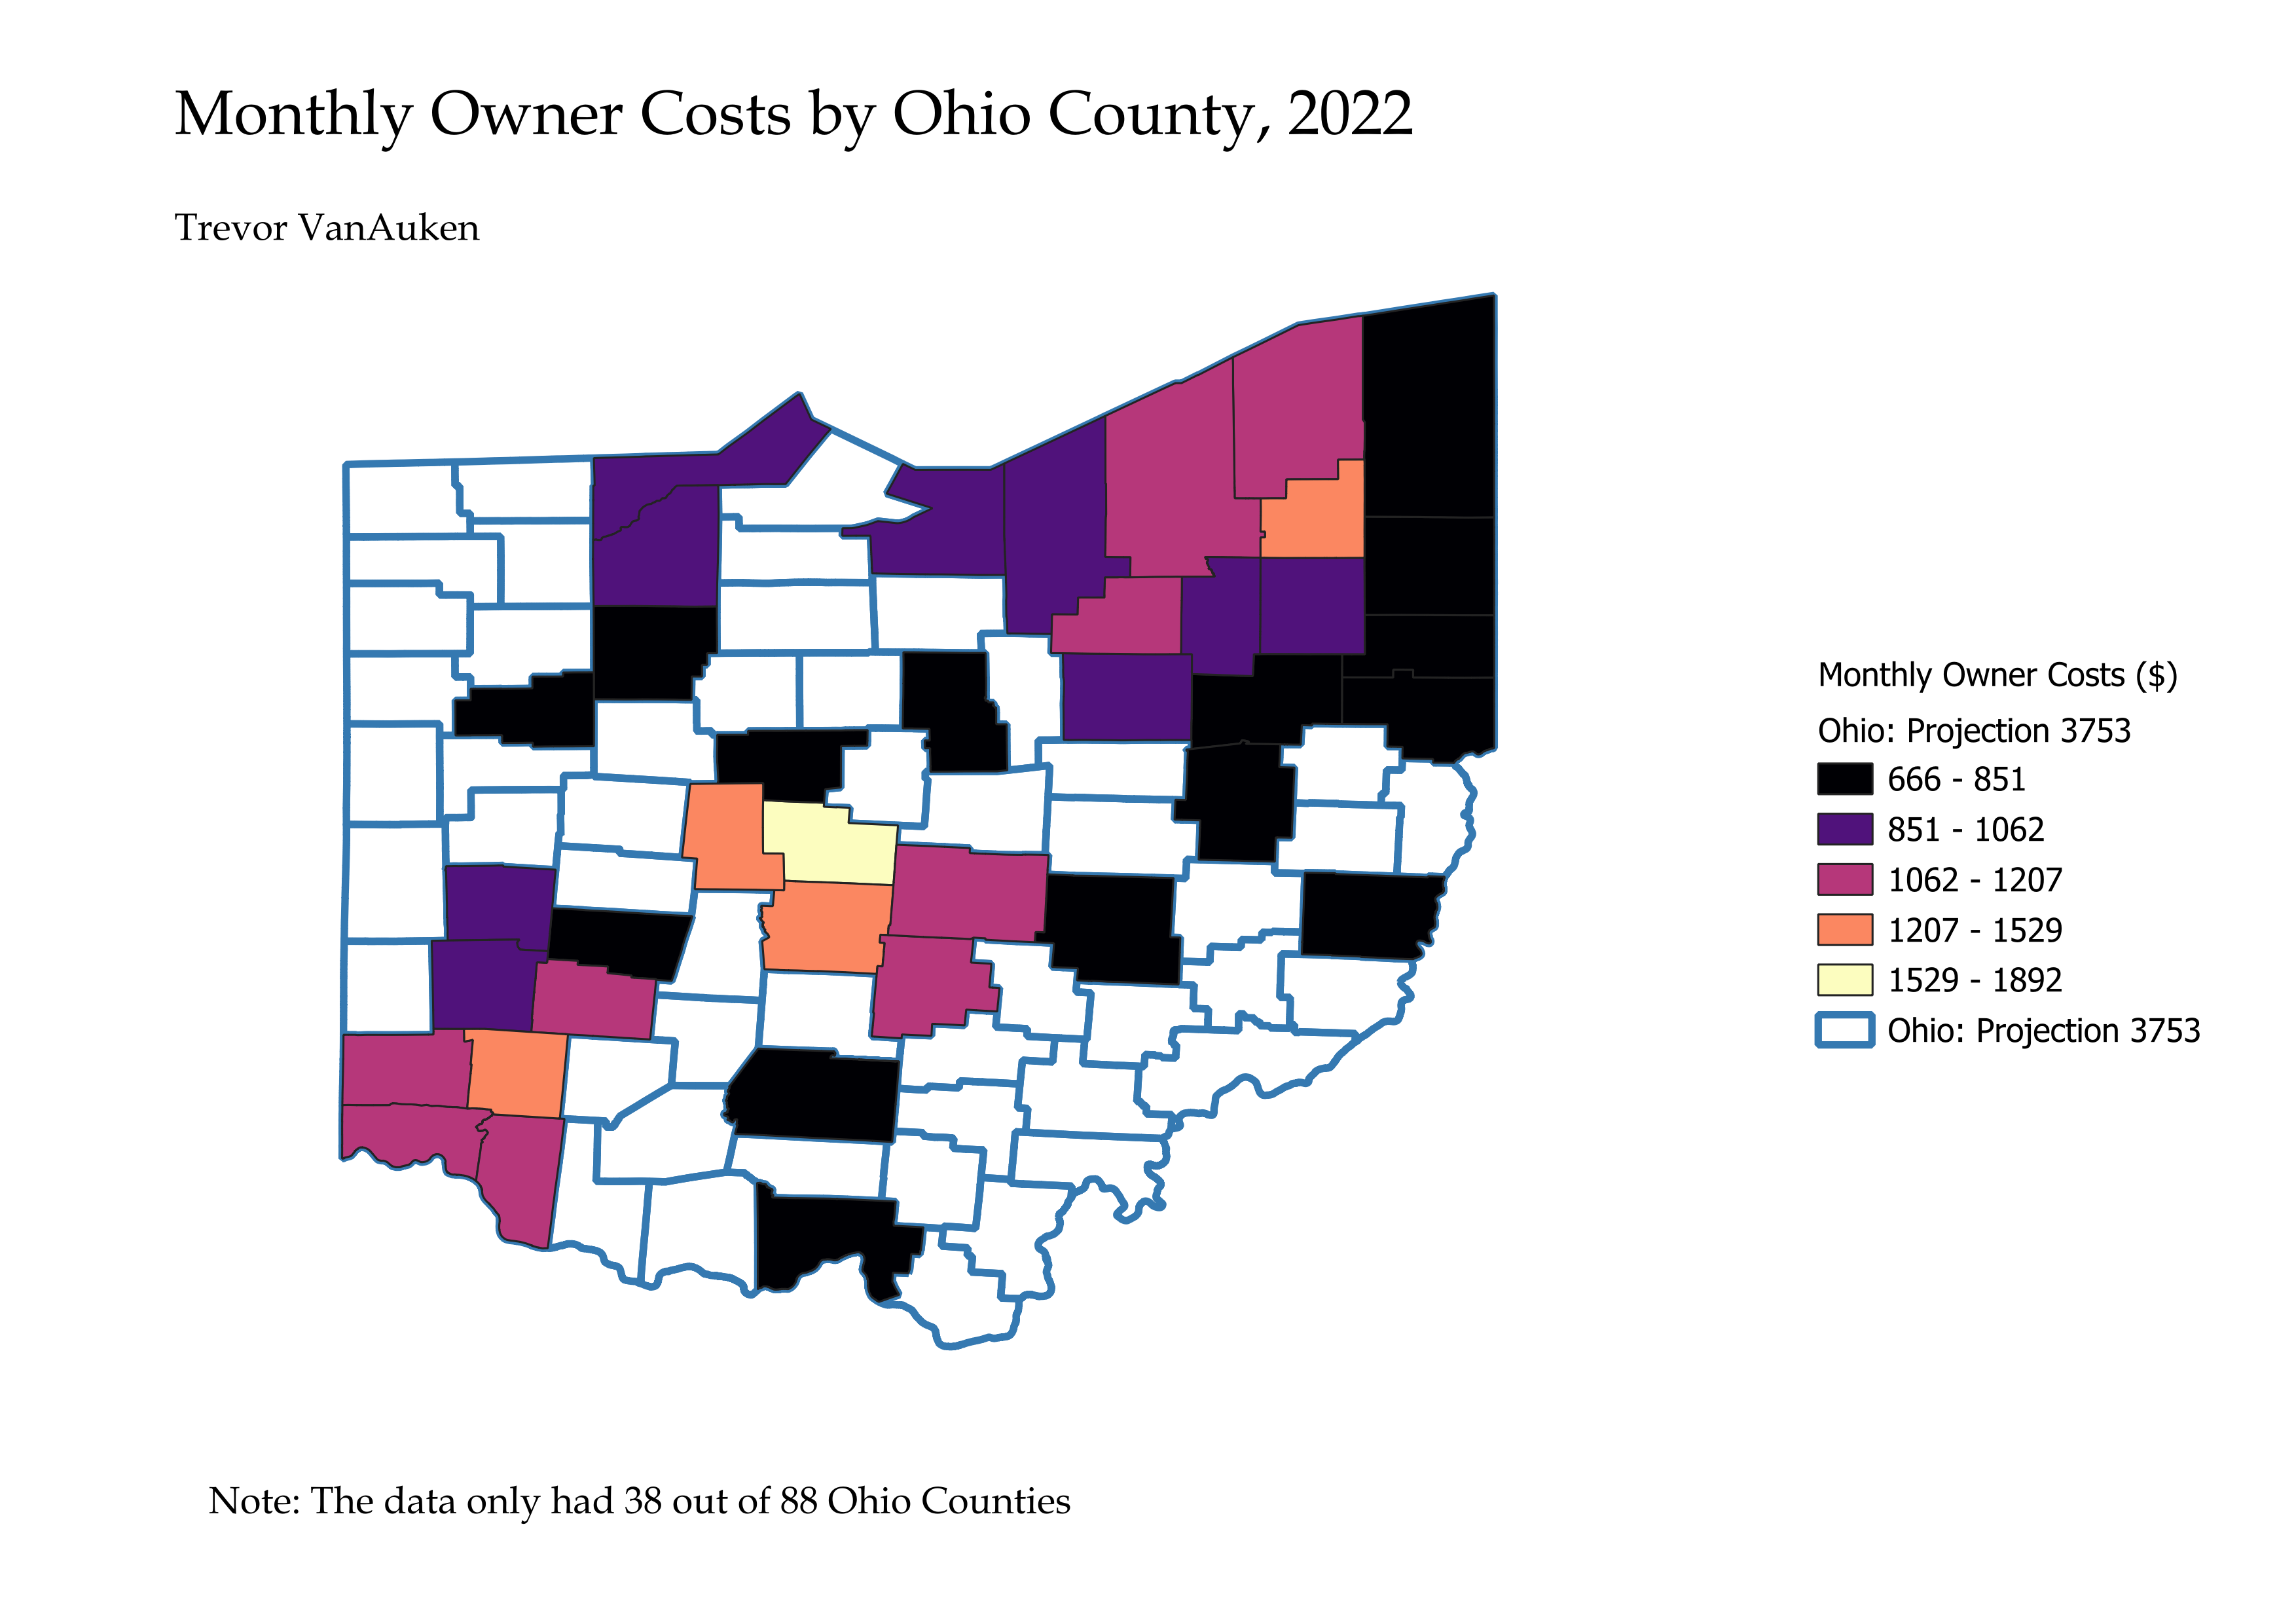 Monthly Owner Costs by Ohio County, 2022
Trevor VanAuken
Monthly Owner Costs ($)
Ohio: Projection 3753
666 - 851
851 - 1062
1062 - 1207
1207 - 1529
1529 - 1892
Ohio: Projection 3753
Note: The data only had 38 out of 88 Ohio Counties